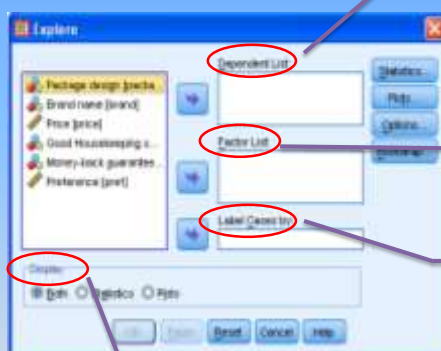 Explore
Dependent List:
Package design [packa...
Brand name [brand]
Price [price]
Good Housekeeping s...
Money-back guarantee...
Preference [pref]
Statistics...
Plots...
Options...
Bootstrap...
Factor List:
Label Cases by:
Display
Both Statistics Plots
OK Paste Reset Cancel Help